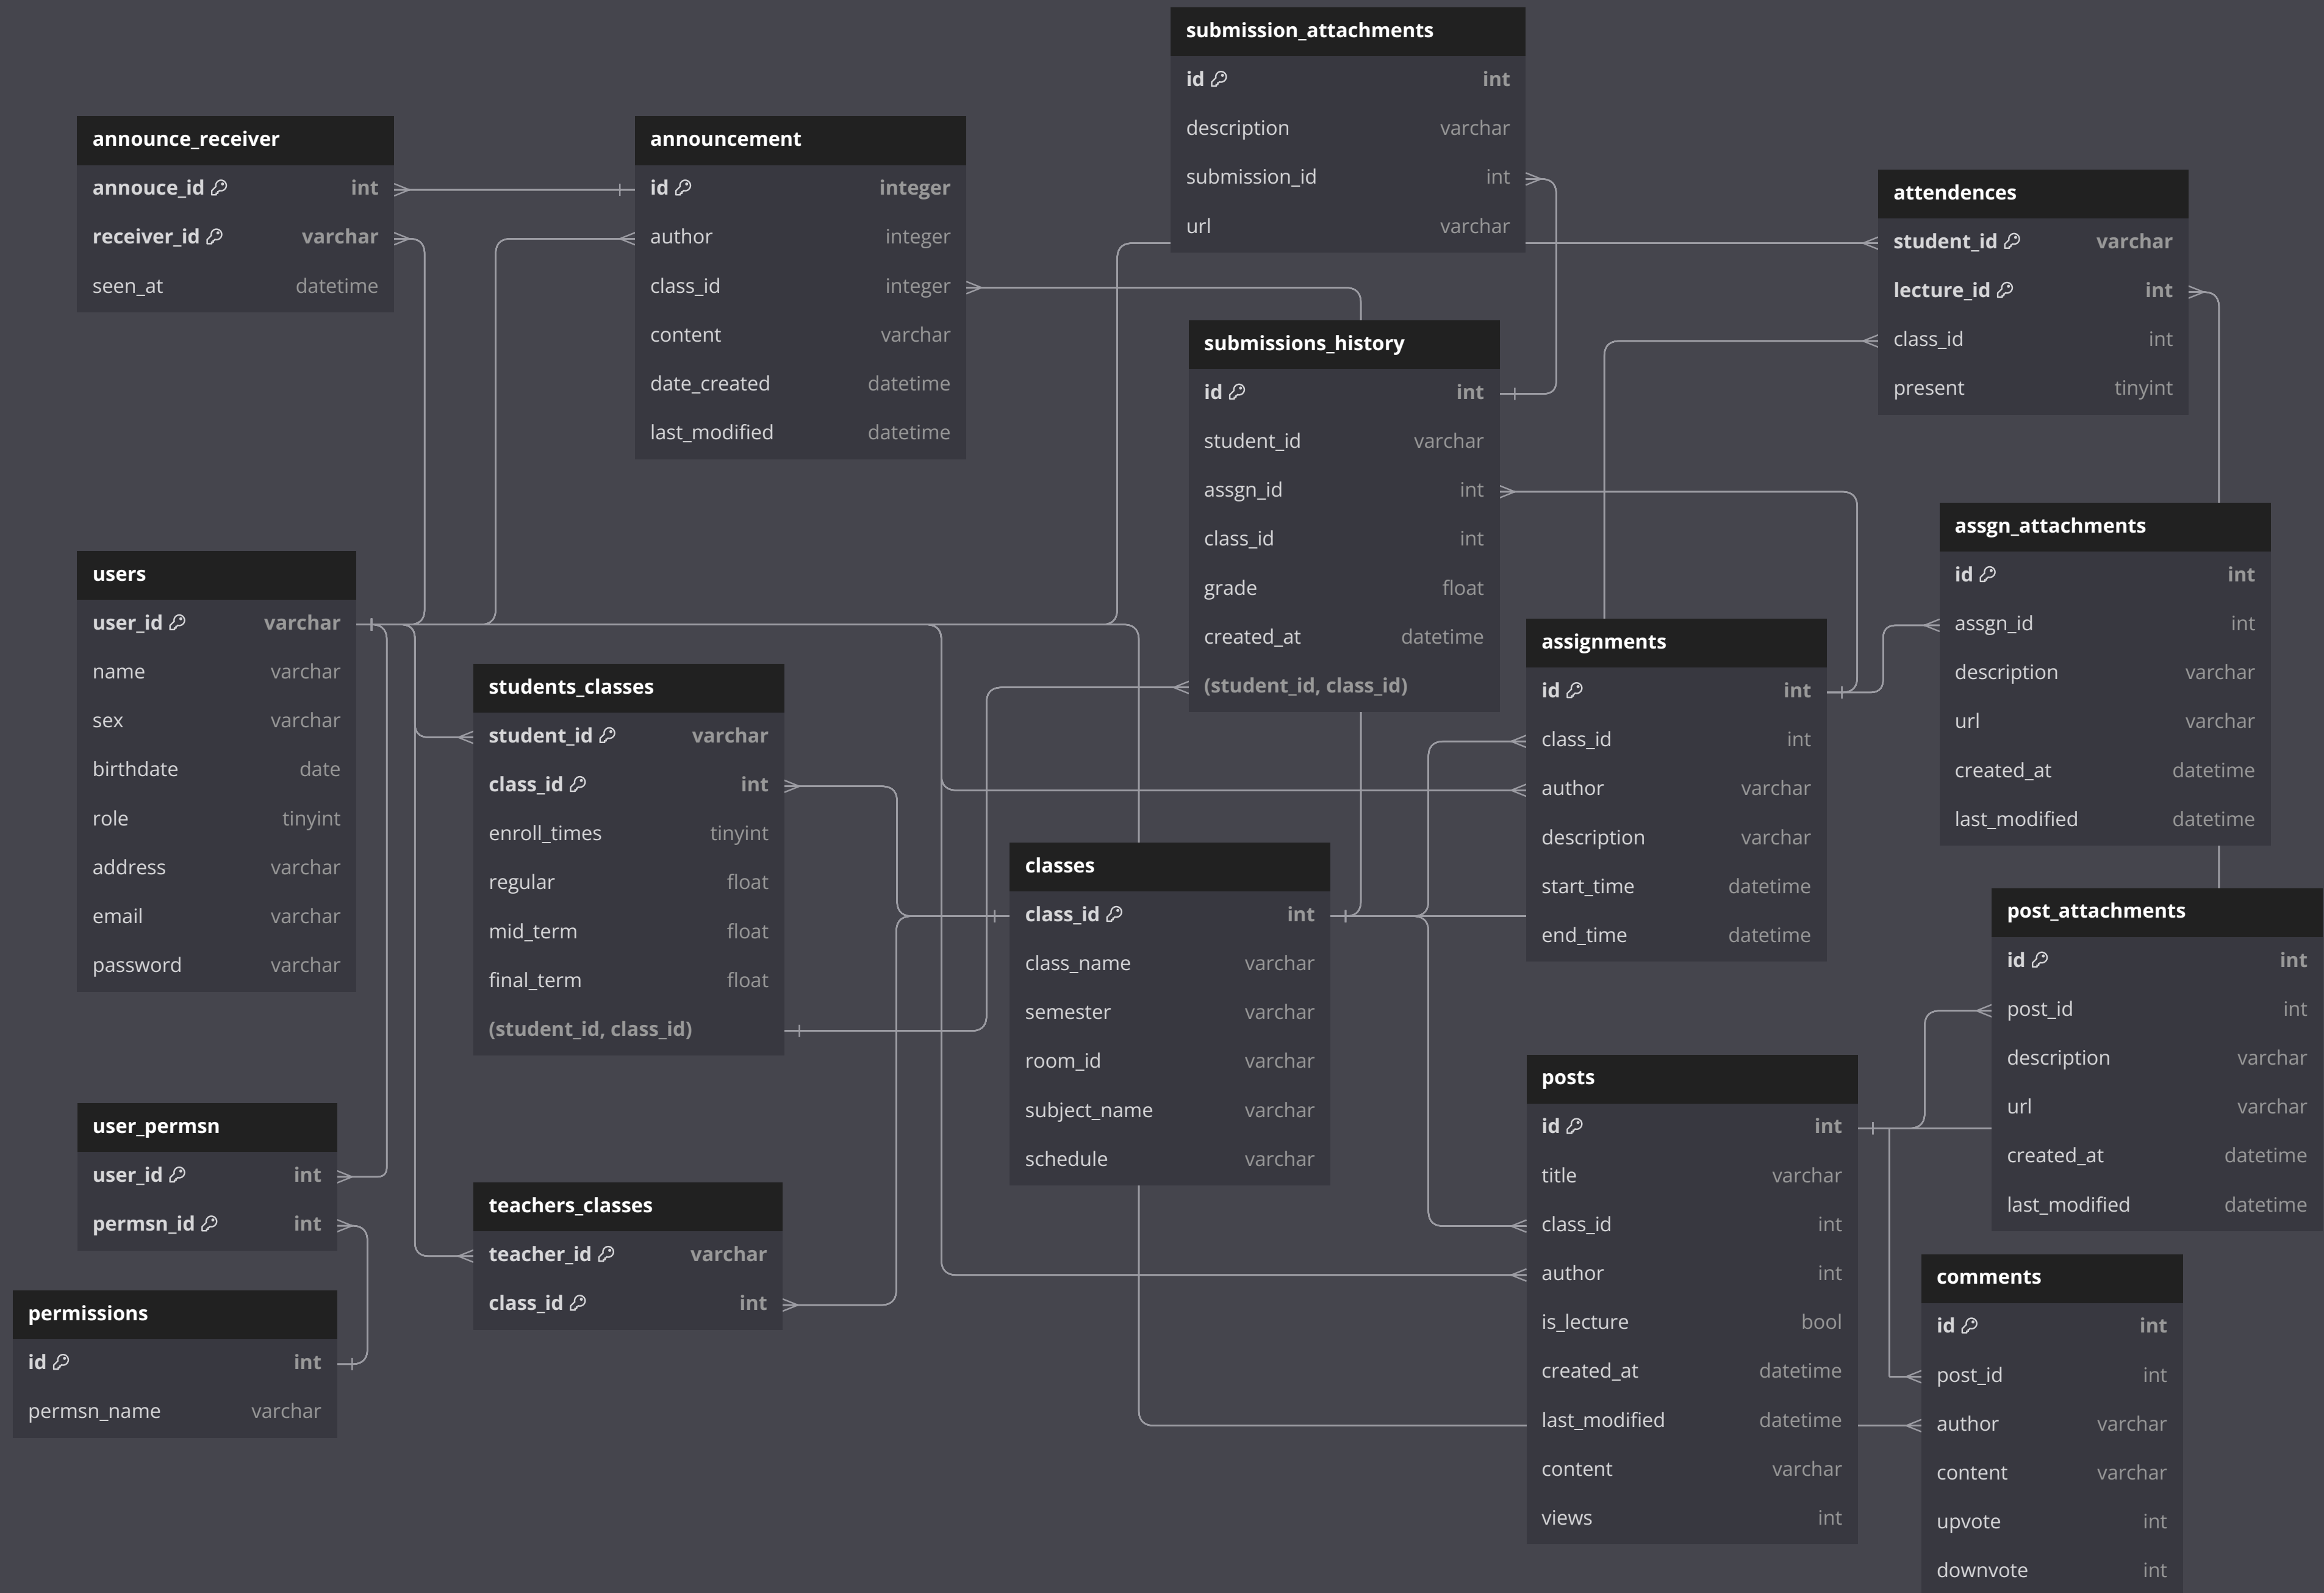 submission_attachments
id int
description varchar
submission_id int
url varchar
announce_receiver
annouce_id int
receiver_id varchar
seen_at datetime
announcement
id integer
author integer
class_id integer
content varchar
date_created datetime
last_modified datetime
attendences
student_id varchar
lecture_id int
class_id int
present tinyint
submissions_history
id int
student_id varchar
assgn_id int
class_id int
grade float
created_at datetime
(student_id, class_id)
assgn_attachments
id int
assgn_id int
description varchar
url varchar
created_at datetime
last_modified datetime
users
user_id varchar
name varchar
sex varchar
birthdate date
role tinyint
address varchar
email varchar
password varchar
students_classes
student_id varchar
class_id int
enroll_times tinyint
regular float
mid_term float
final_term float
(student_id, class_id)
assignments
id int
class_id int
author varchar
description varchar
start_time datetime
end_time datetime
classes
class_id int
class_name varchar
semester varchar
room_id varchar
subject_name varchar
schedule varchar
post_attachments
id int
post_id int
description varchar
url varchar
created_at datetime
last_modified datetime
user_permsn
user_id int
permsn_id int
teachers_classes
teacher_id varchar
class_id int
posts
id int
title varchar
class_id int
author int
is_lecture bool
created_at datetime
last_modified datetime
content varchar
views int
permissions
id int
permsn_name varchar
comments
id int
post_id int
author varchar
content varchar
upvote int
downvote int